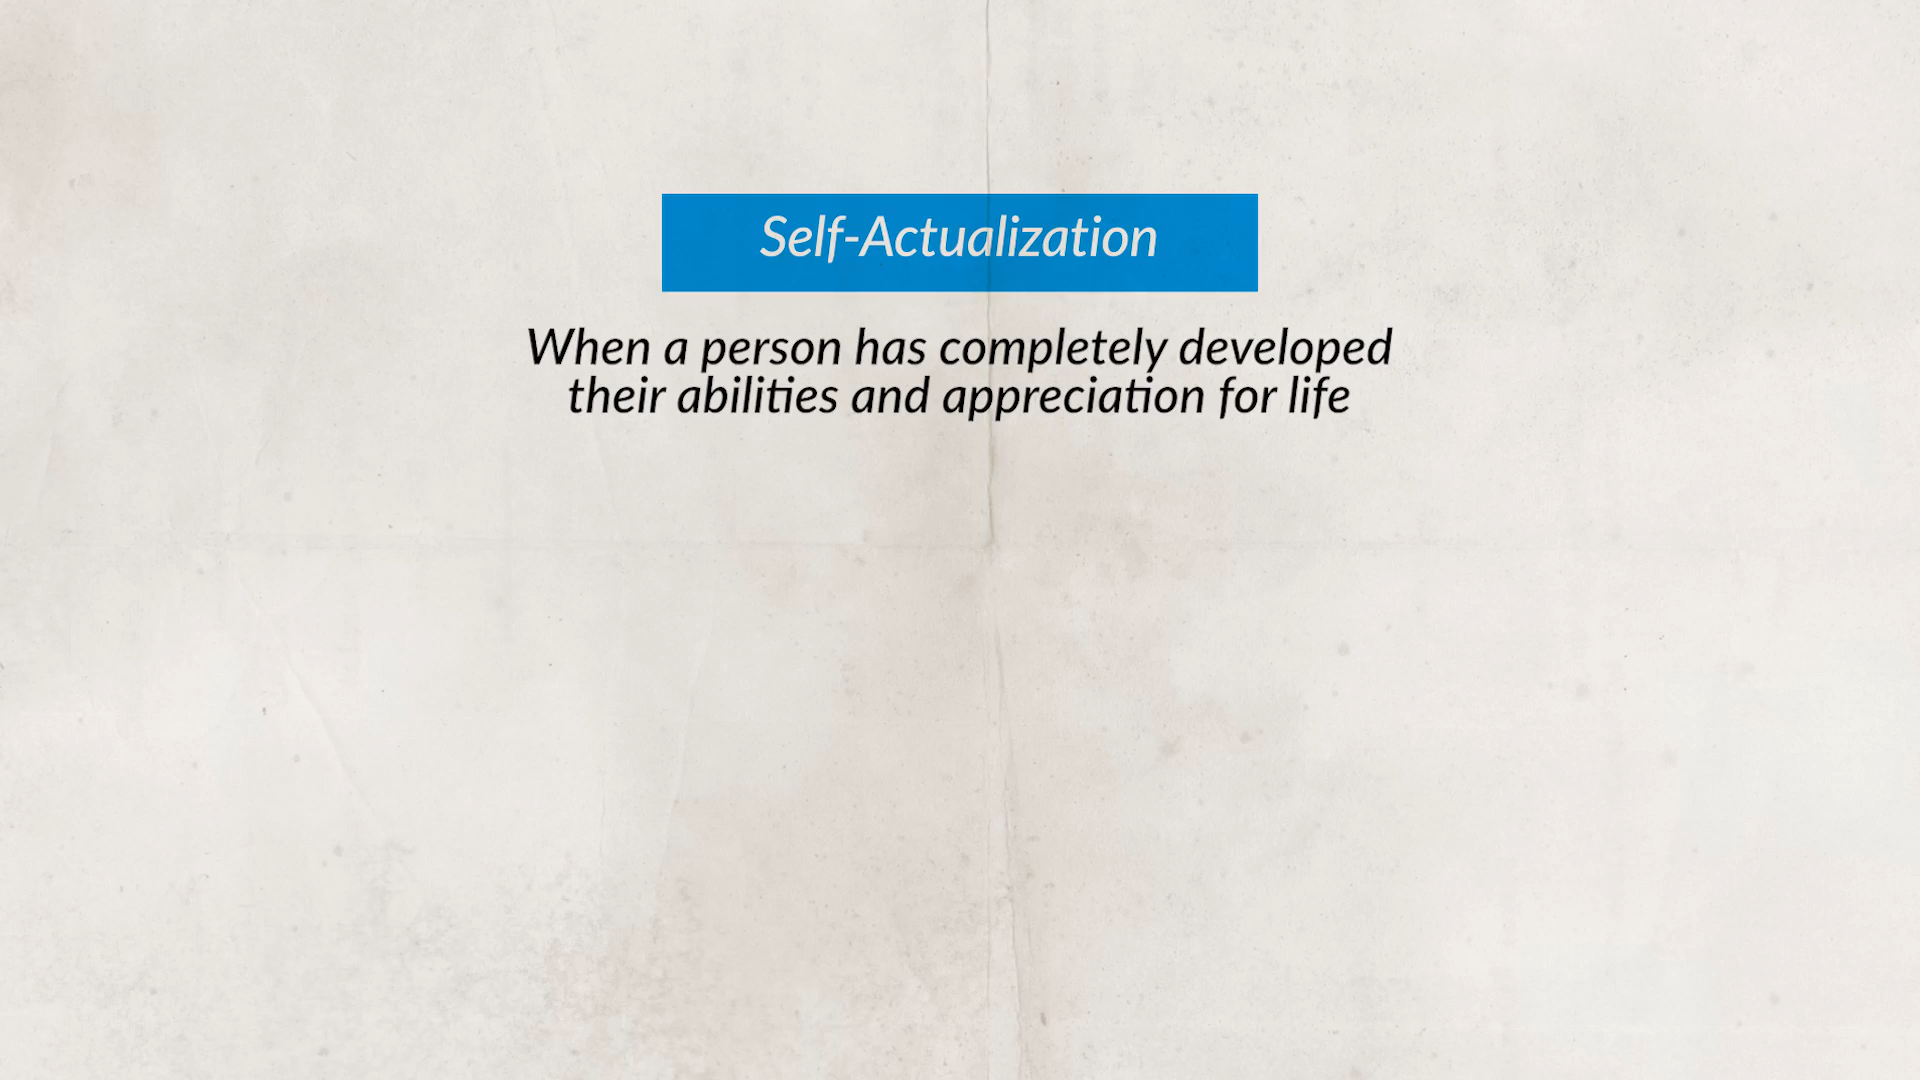 Self-Actualization
When a person has completely developed
their abilities and appreciation for life